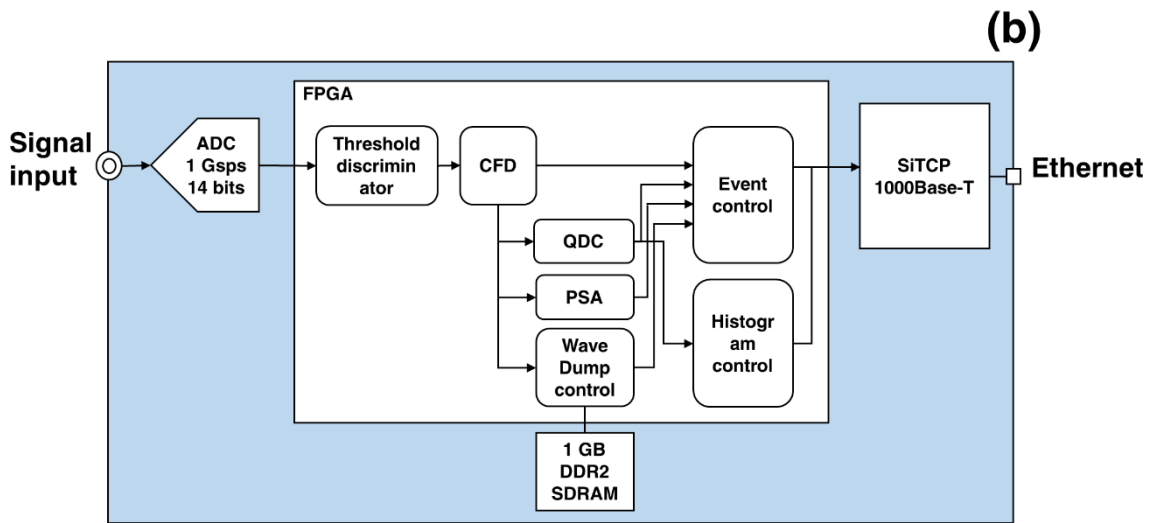 (b)
FPGA
Signal
input
ADC
1 Gsps
14 bits
Threshold
discrimin
ator
CFD
Event
control
SiTCP
1000Base-T
Ethernet
QDC
PSA
Wave
Dump
control
Histogr
am
control
1 GB
DDR2
SDRAM